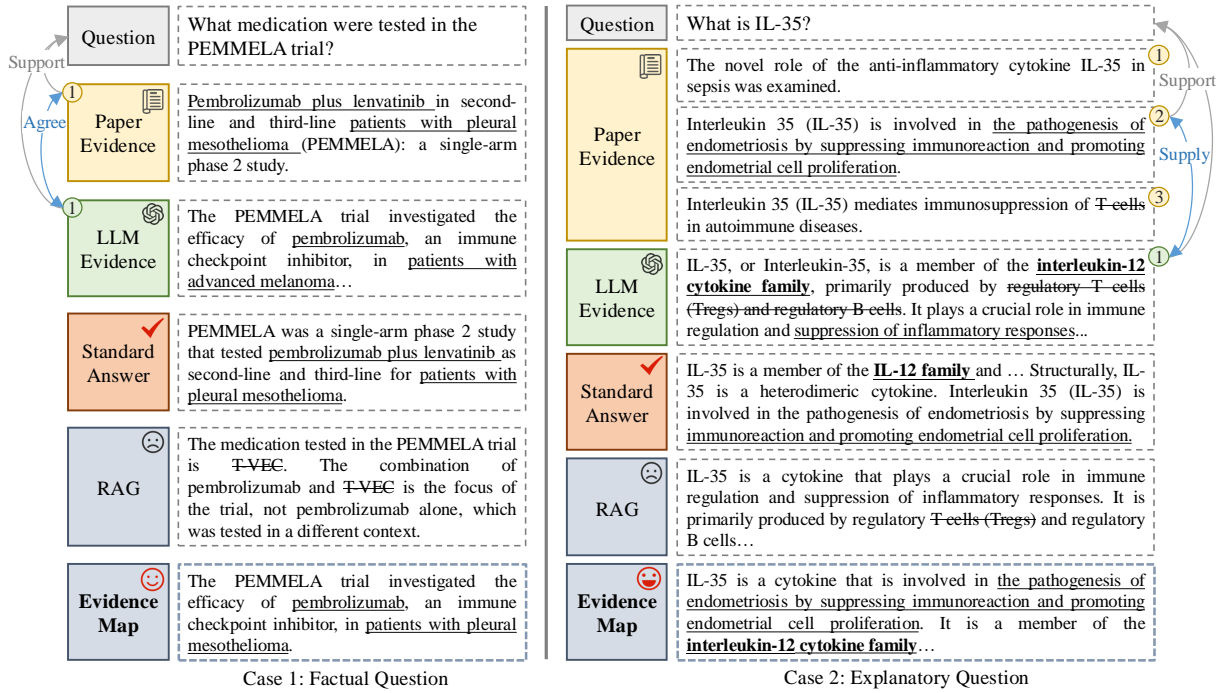 Question
What medication were tested in the
PEMMELA trial?
Support
Agree
1
Paper
Evidence
Pembrolizumab plus lenvatinib in second-
line and third-line patients with pleural
mesothelioma (PEMMELA): a single-arm
phase 2 study.
1
LLM
Evidence
The PEMMELA trial investigated the
efficacy of pembrolizumab, an immune
checkpoint inhibitor, in patients with
advanced melanoma…
Standard
Answer
PEMMELA was a single-arm phase 2 study
that tested pembrolizumab plus lenvatinib as
second-line and third-line for patients with
pleural mesothelioma.
RAG
The medication tested in the PEMMELA trial
is T-VEC. The combination of
pembrolizumab and T-VEC is the focus of
the trial, not pembrolizumab alone, which
was tested in a different context.
Evidence
Map
The PEMMELA trial investigated the
efficacy of pembrolizumab, an immune
checkpoint inhibitor, in patients with pleural
mesothelioma.
Case 1: Factual Question
Question
What is IL-35?
Paper
Evidence
The novel role of the anti-inflammatory cytokine IL-35 in
sepsis was examined.
1
Support
Interleukin 35 (IL-35) is involved in the pathogenesis of
endometriosis by suppressing immunoreaction and promoting
endometrial cell proliferation.
2
Supply
Interleukin 35 (IL-35) mediates immunosuppression of T cells
in autoimmune diseases.
3
LLM
Evidence
IL-35, or Interleukin-35, is a member of the interleukin-12
cytokine family, primarily produced by regulatory T cells
(Tregs) and regulatory B cells. It plays a crucial role in immune
regulation and suppression of inflammatory responses...
1
Standard
Answer
IL-35 is a member of the IL-12 family and … Structurally, IL-
35 is a heterodimeric cytokine. Interleukin 35 (IL-35) is
involved in the pathogenesis of endometriosis by suppressing
immunoreaction and promoting endometrial cell proliferation.
RAG
IL-35 is a cytokine that plays a crucial role in immune
regulation and suppression of inflammatory responses. It is
primarily produced by regulatory T cells (Tregs) and regulatory
B cells…
Evidence
Map
IL-35 is a cytokine that is involved in the pathogenesis of
endometriosis by suppressing immunoreaction and promoting
endometrial cell proliferation. It is a member of the
interleukin-12 cytokine family…
Case 2: Explanatory Question